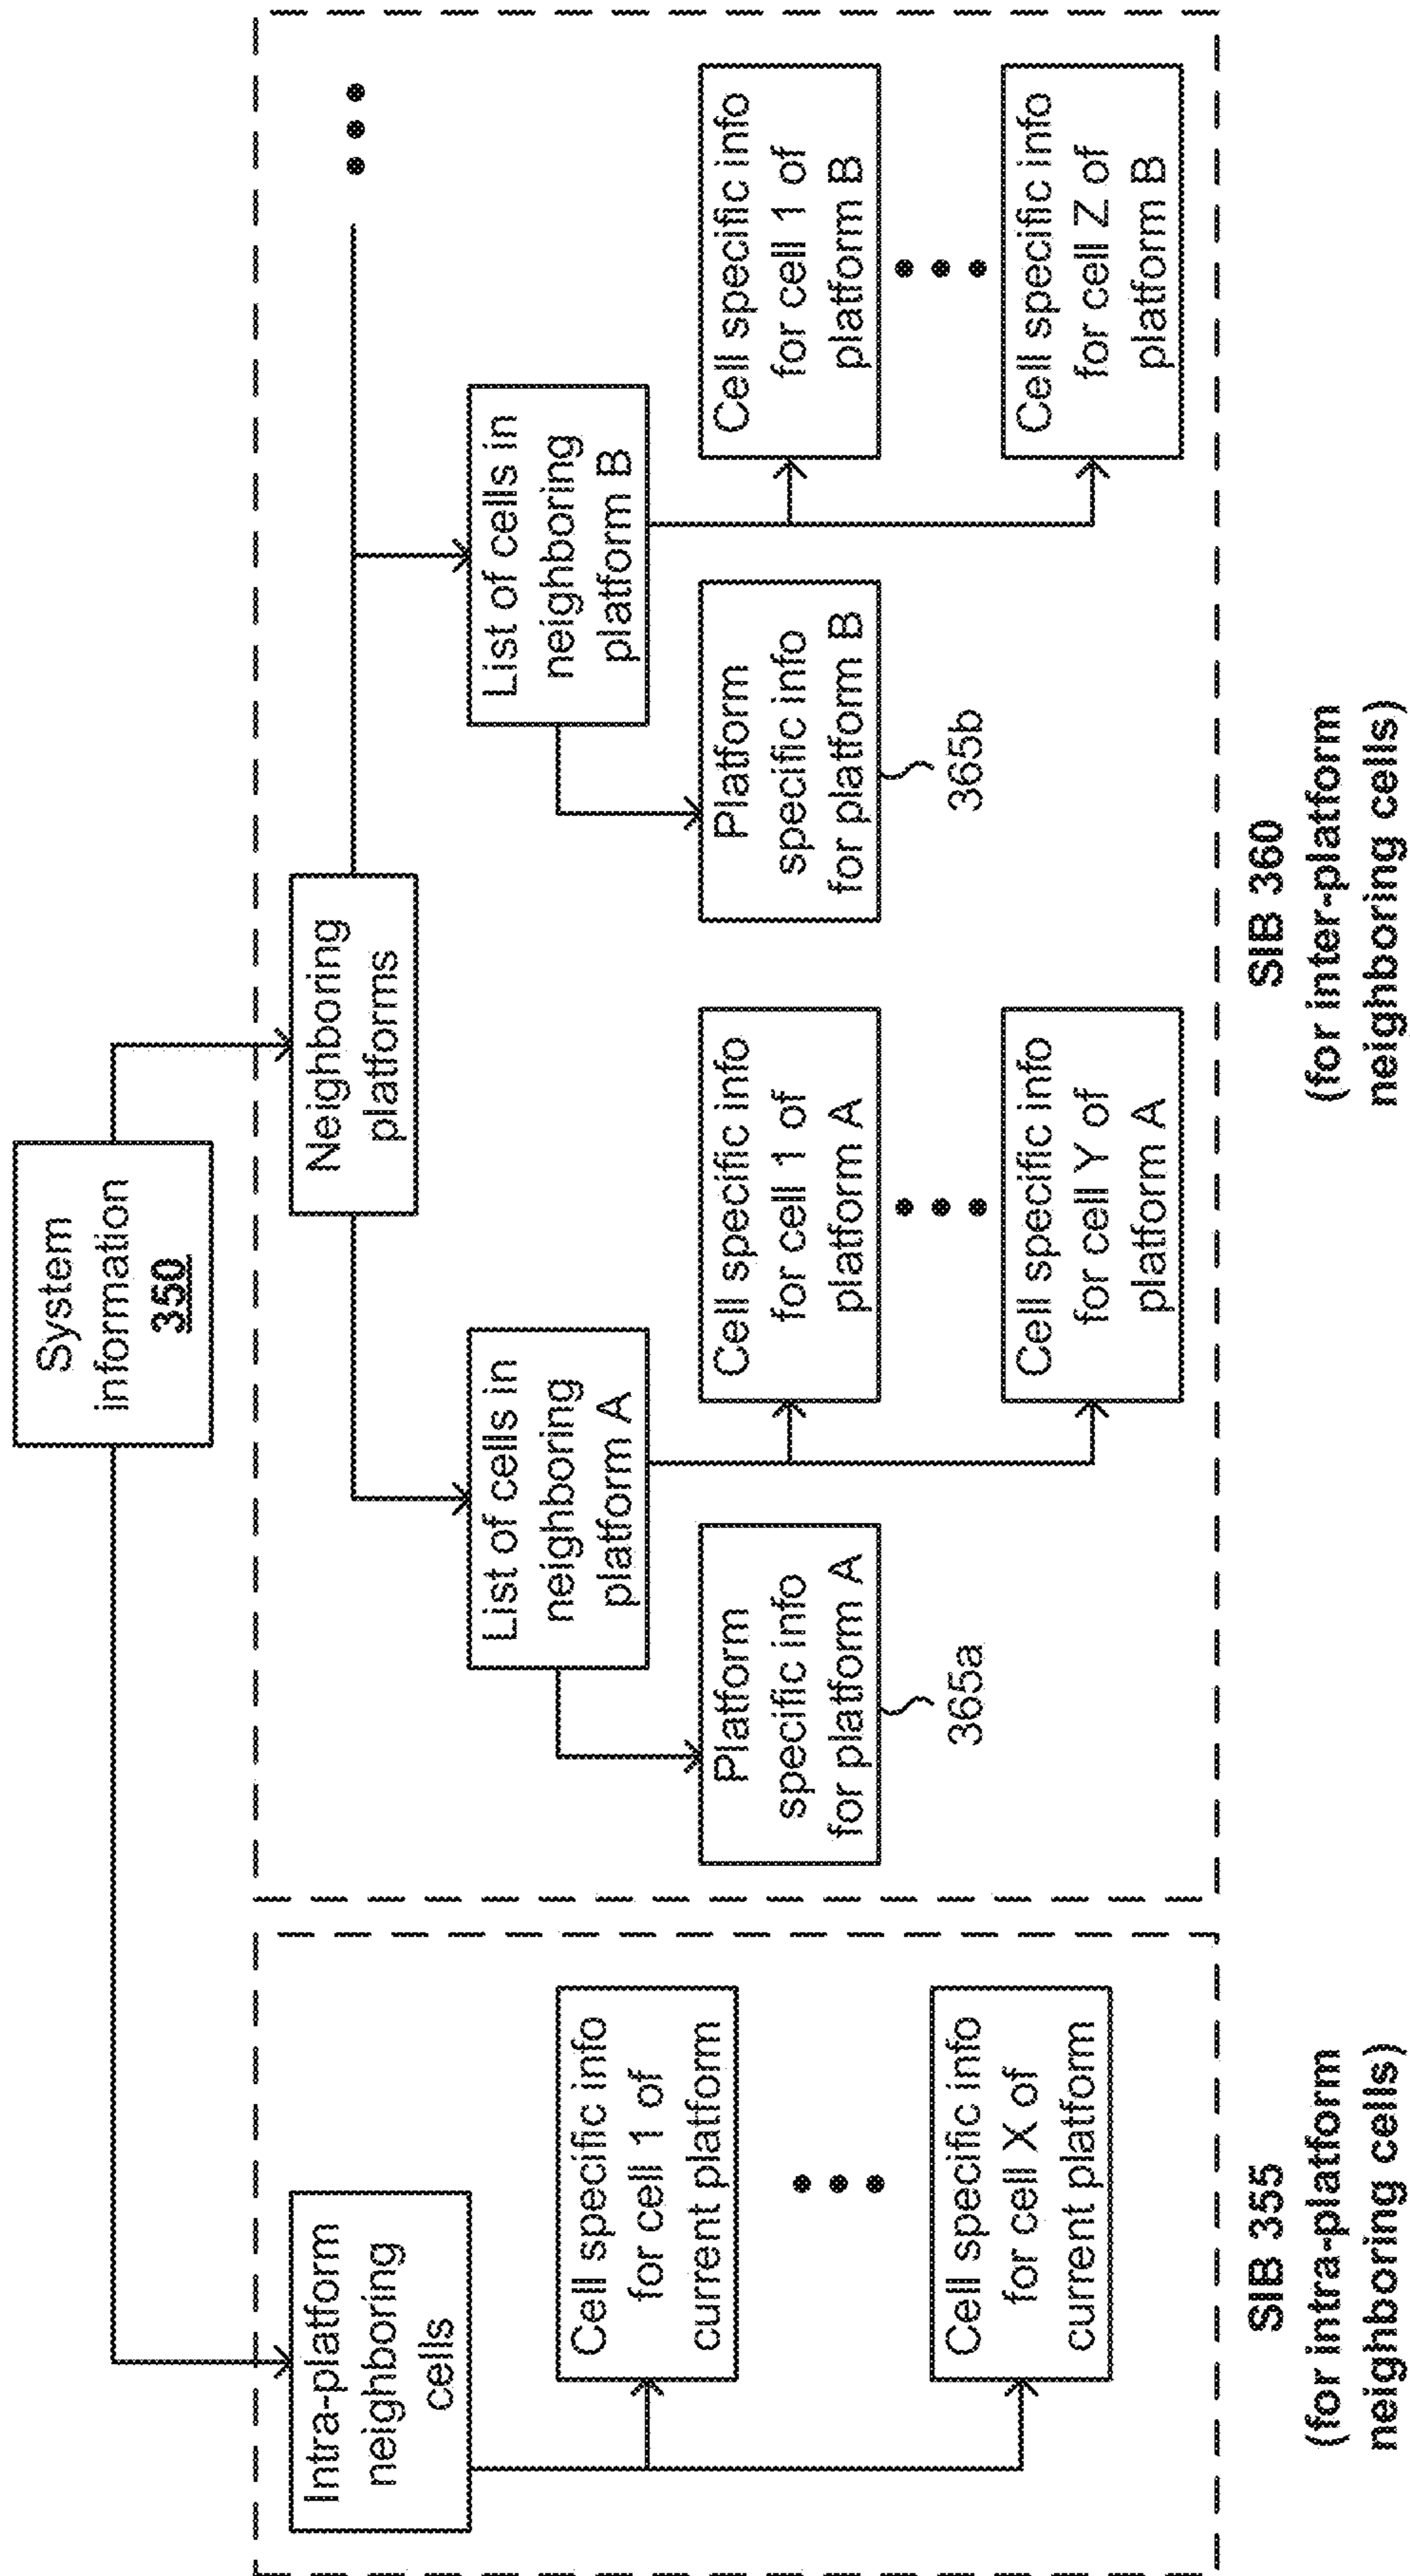 System
information
350
Intra-platform
neighboring
cells
Cell specific info
for cell 1 of
current platform
Cell specific info
for cell X of
current platform
SIB 355
(for intra-platform
neighboring cells)
Neighboring
platforms
List of cells in
neighboring
platform A
Platform
specific info
for platform A
365a
Cell specific info
for cell 1 of
platform A
Cell specific info
for cell Y of
platform A
List of cells in
neighboring
platform B
Platform
specific info
for platform B
365b
Cell specific info
for cell 1 of
platform B
Cell specific info
for cell Z of
platform B
SIB 360
(for inter-platform
neighboring cells)